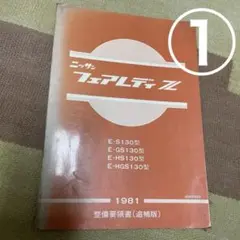 ①
ニッサン
フェアレディ Z
E-S130型
E-GS130型
E-HS130型
E-HGS130型
1981
整備要領書(追補版)